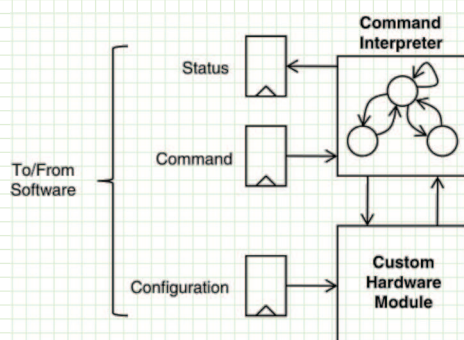 Command
Interpreter
Status
Command
To/From
Software
Configuration
Custom
Hardware
Module